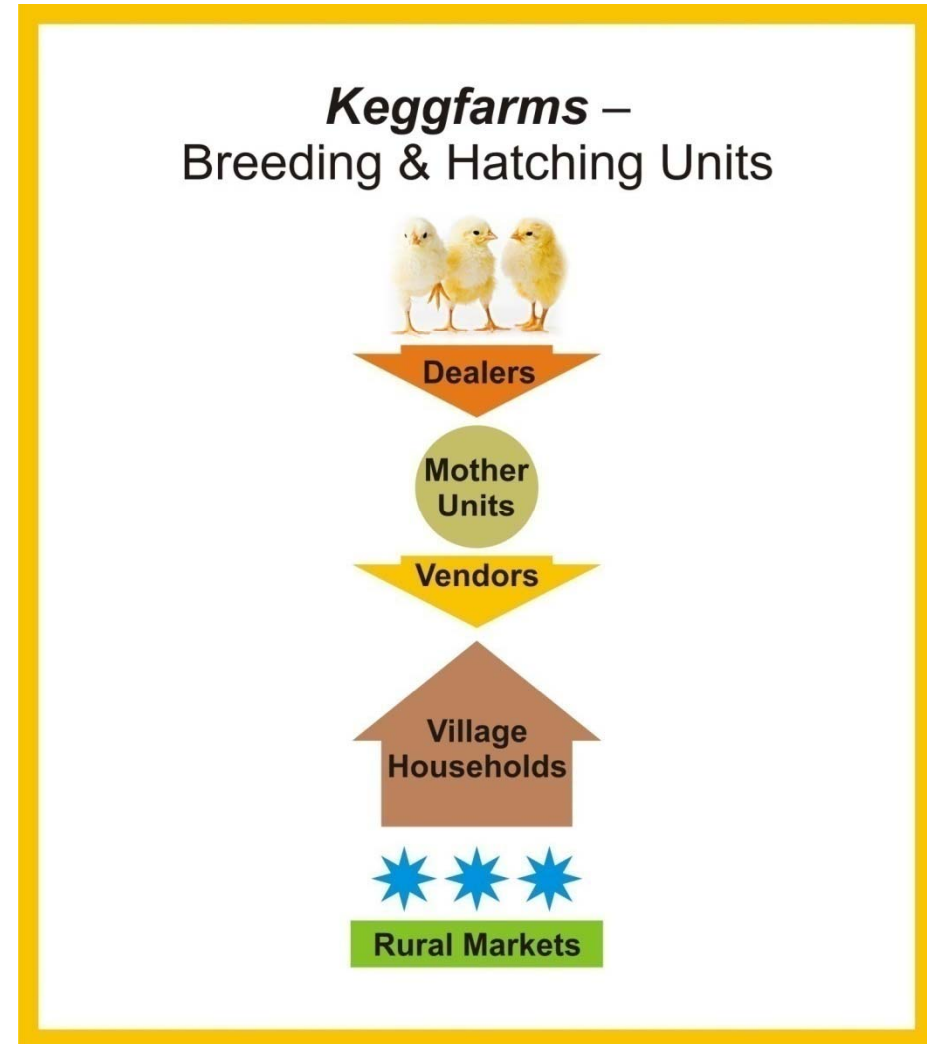 Keggfarms –
Breeding & Hatching Units
Dealers
Mother
Units
Vendors
Village
Households
Rural Markets